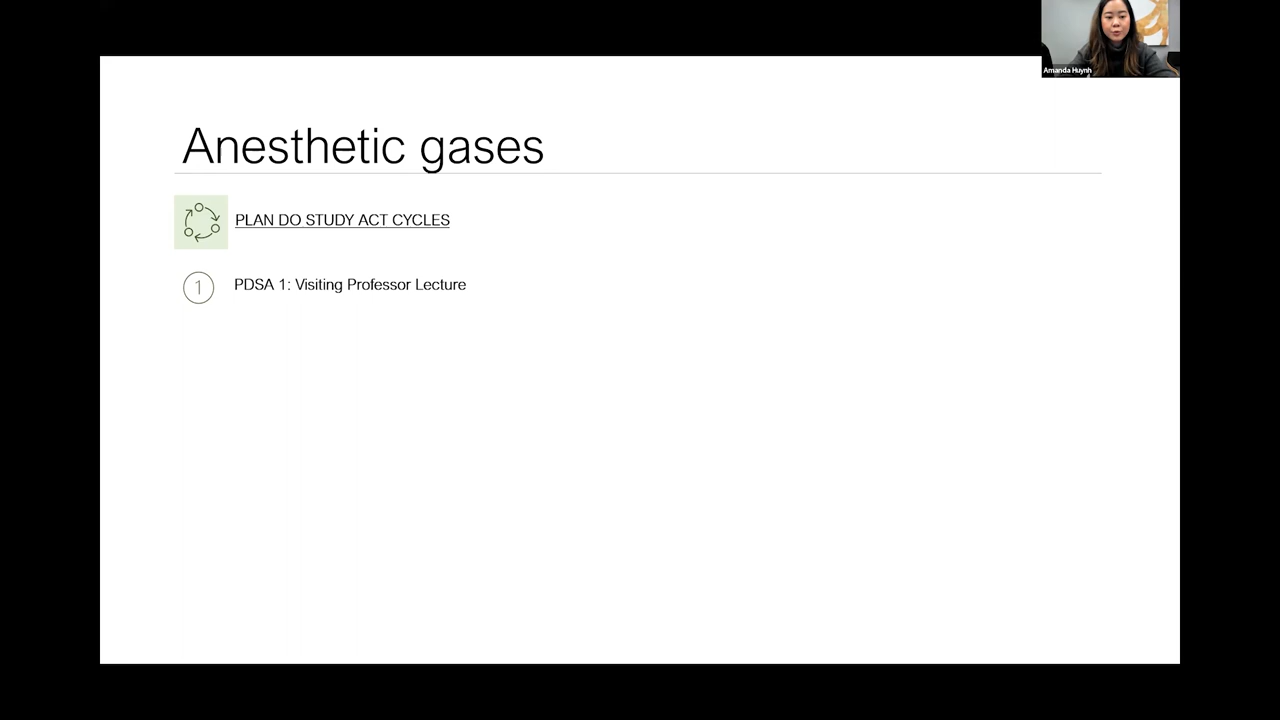 Amanda Huynh
Anesthetic gases
PLAN DO STUDY ACT CYCLES
1
PDSA 1: Visiting Professor Lecture